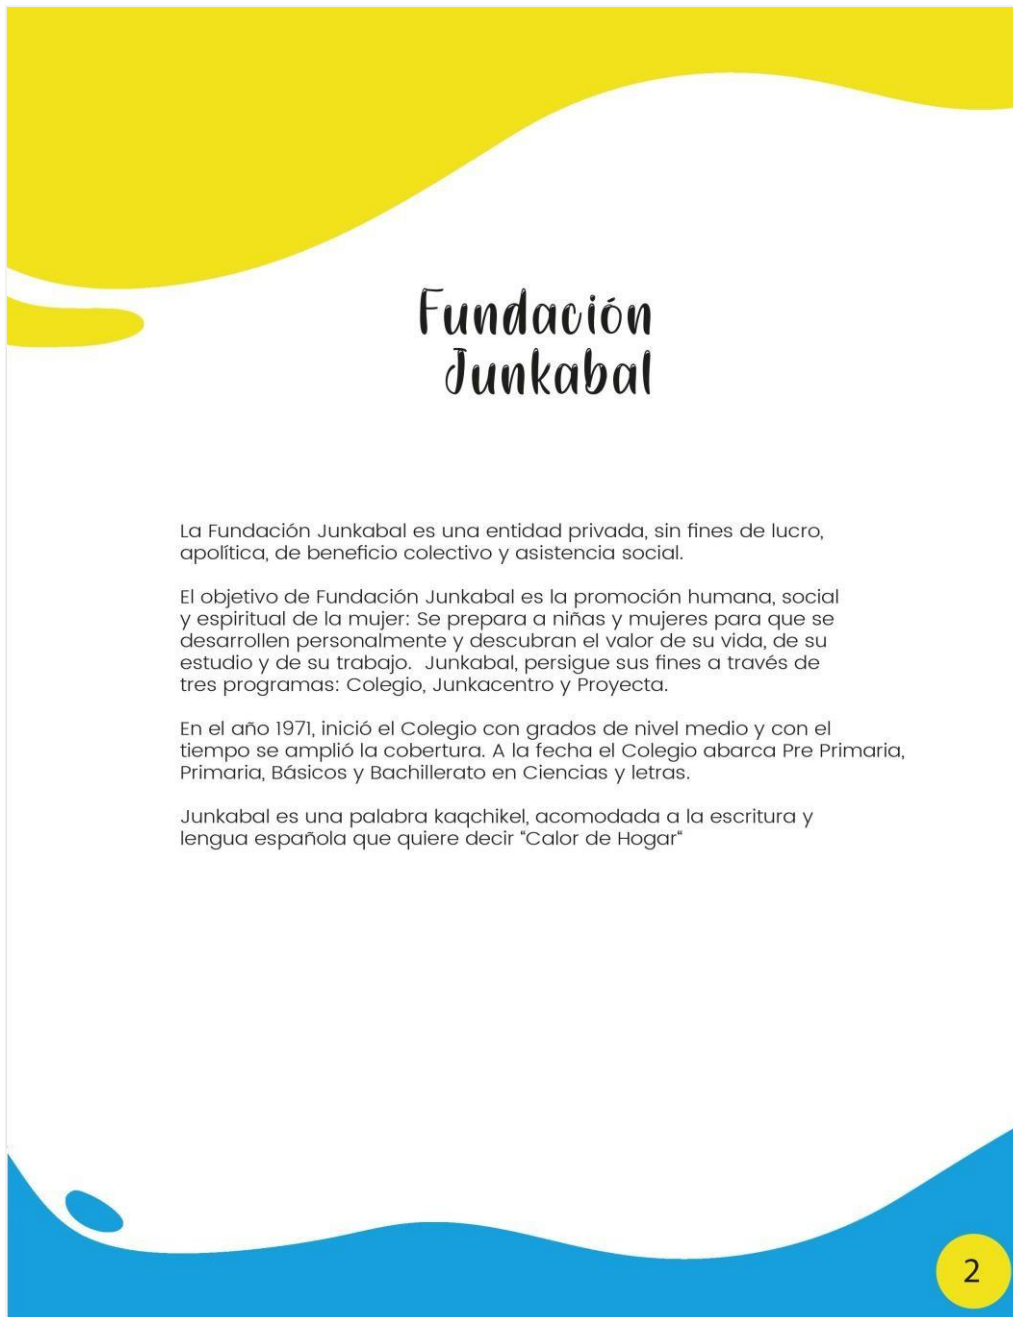 Fundación
Junkabal
La Fundación Junkabal es una entidad privada, sin fines de lucro,
apolítica, de beneficio colectivo y asistencia social.
El objetivo de Fundación Junkabal es la promoción humana, social
y espiritual de la mujer: Se prepara a niñas y mujeres para que se
desarrollen personalmente y descubran el valor de su vida, de su
estudio y de su trabajo.  Junkabal, persigue sus fines a través de
tres programas: Colegio, Junkacentro y Proyecta.
En el año 1971, inició el Colegio con grados de nivel medio y con el
tiempo se amplió la cobertura. A la fecha el Colegio abarca Pre Primaria,
Primaria, Básicos y Bachillerato en Ciencias y letras.
Junkabal es una palabra kaqchikel, acomodada a la escritura y
lengua española que quiere decir “Calor de Hogar“
2